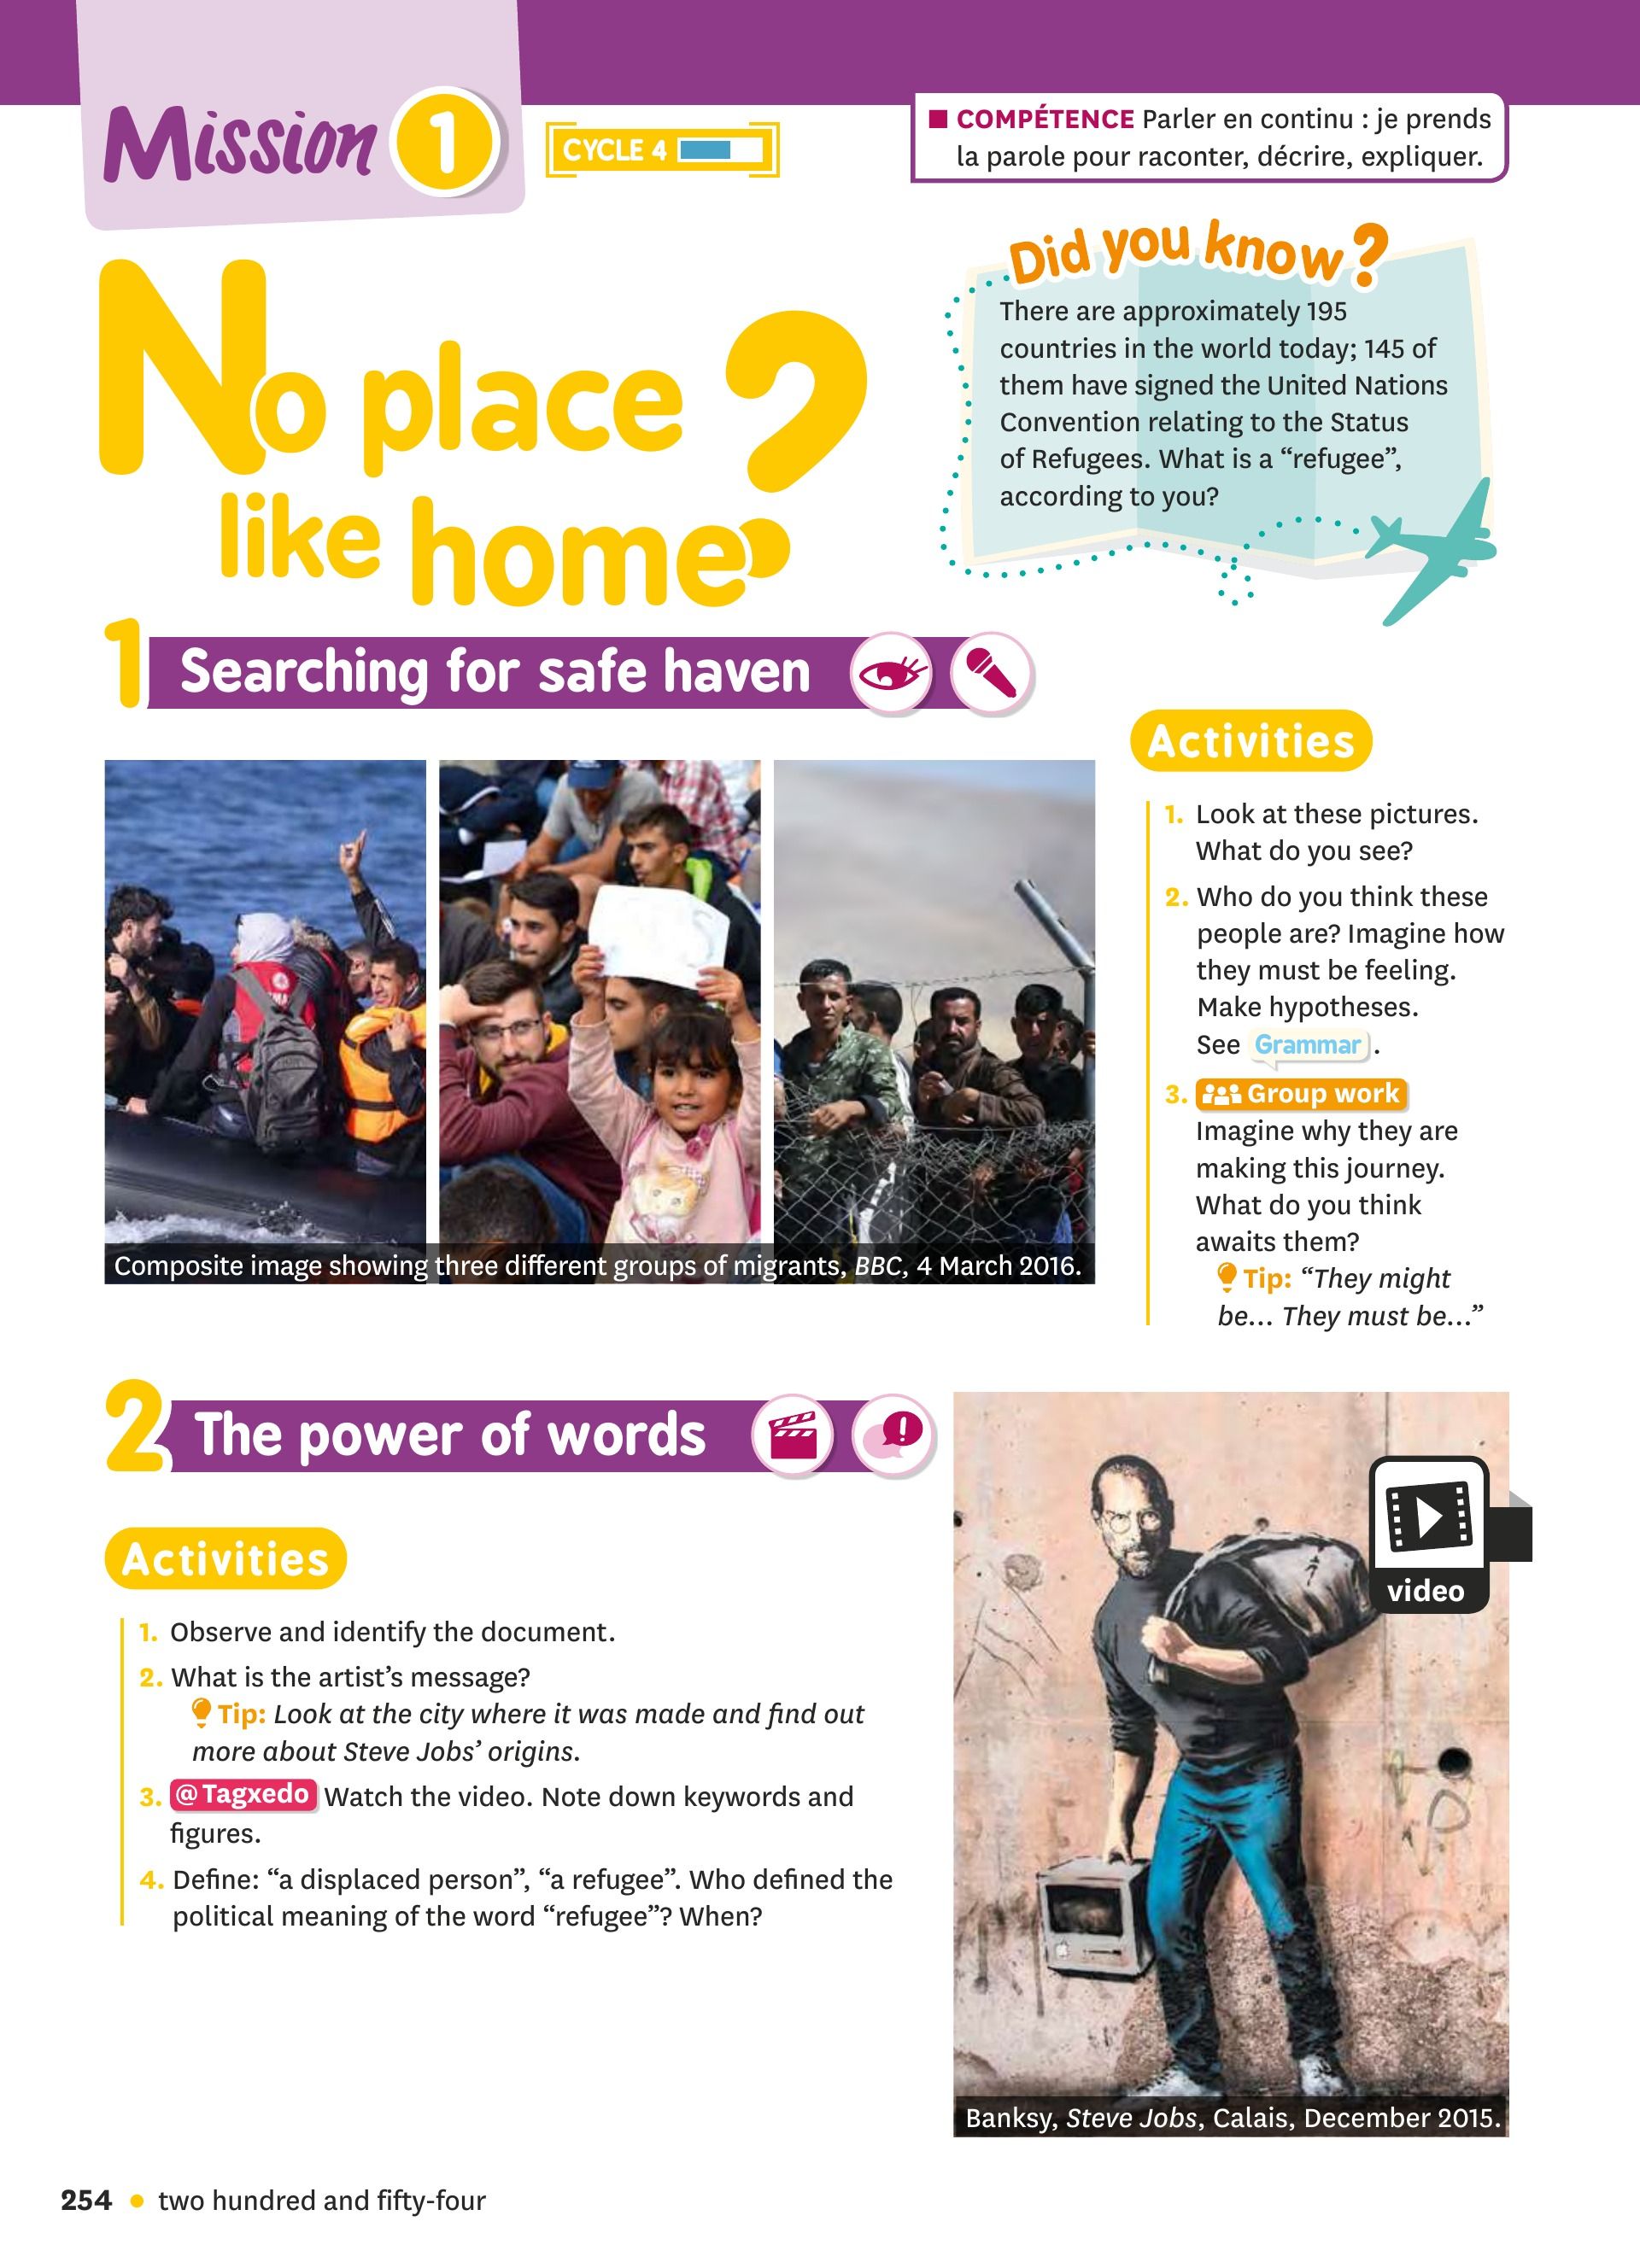 Mission 1
CYCLE 4
■ COMPÉTENCE Parler en continu : je prends
la parole pour raconter, décrire, expliquer.
No place
like home?
Did you know?
There are approximately 195
countries in the world today; 145 of
them have signed the United Nations
Convention relating to the Status
of Refugees. What is a “refugee”,
according to you?
1 Searching for safe haven
Composite image showing three different groups of migrants, BBC, 4 March 2016.
Activities
1. Look at these pictures.
What do you see?
2. Who do you think these
people are? Imagine how
they must be feeling.
Make hypotheses.
See Grammar.
3. Group work
Imagine why they are
making this journey.
What do you think
awaits them?
Tip: “They might
be... They must be...”
2 The power of words
Activities
1. Observe and identify the document.
2. What is the artist’s message?
Tip: Look at the city where it was made and find out
more about Steve Jobs’ origins.
3. @Tagxedo Watch the video. Note down keywords and
figures.
4. Define: “a displaced person”, “a refugee”. Who defined the
political meaning of the word “refugee”? When?
video
Banksy, Steve Jobs, Calais, December 2015.
254 • two hundred and fifty-four